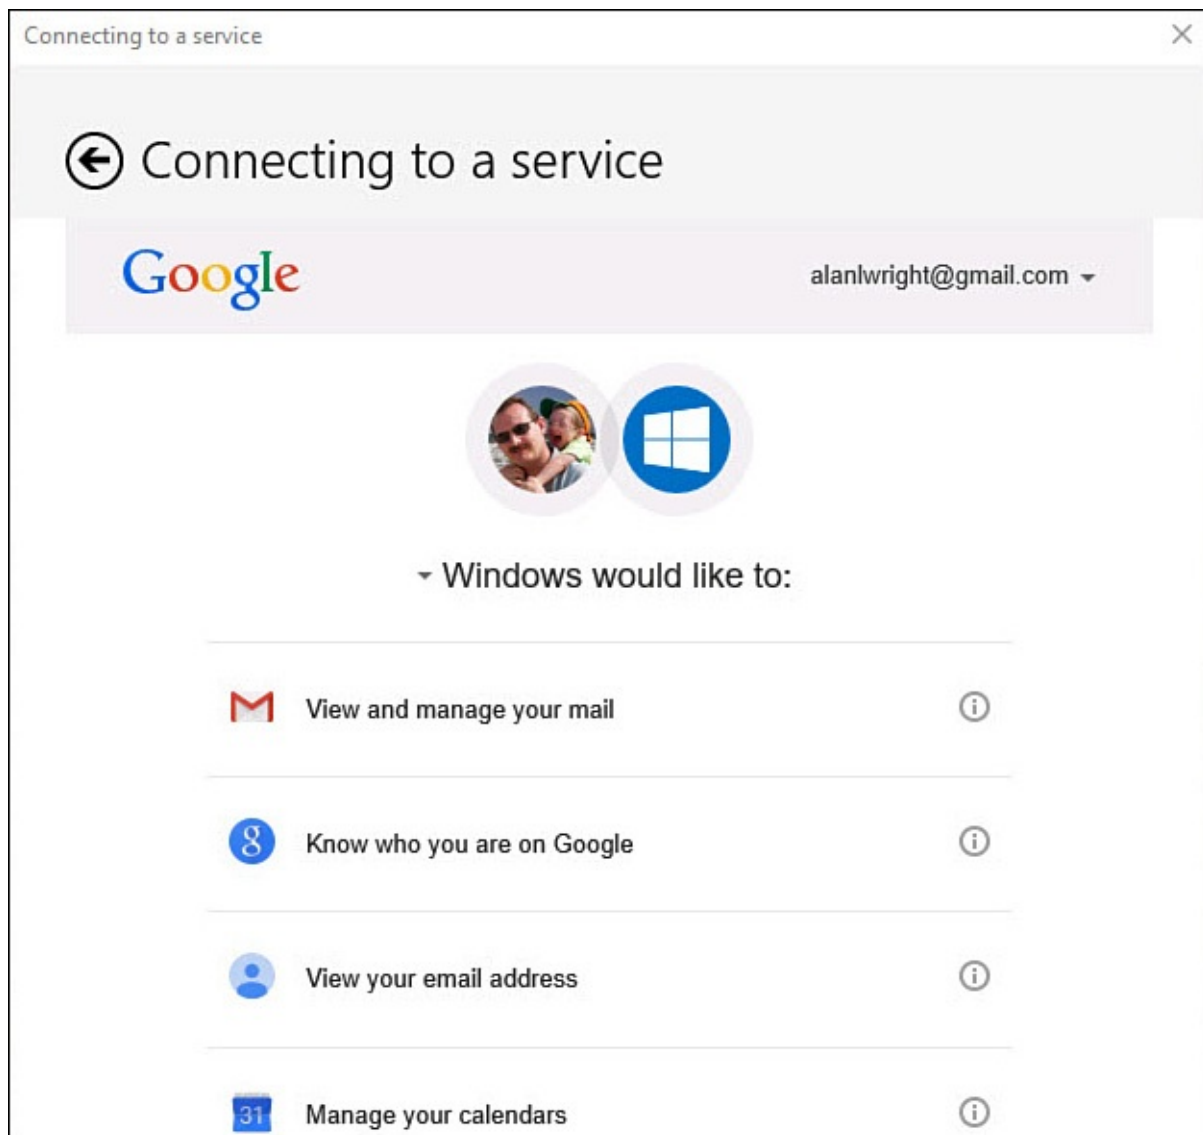 Connecting to a service
Connecting to a service
Google
alanlwright@gmail.com
Windows would like to:
View and manage your mail
g
Know who you are on Google
View your email address
31
Manage your calendars